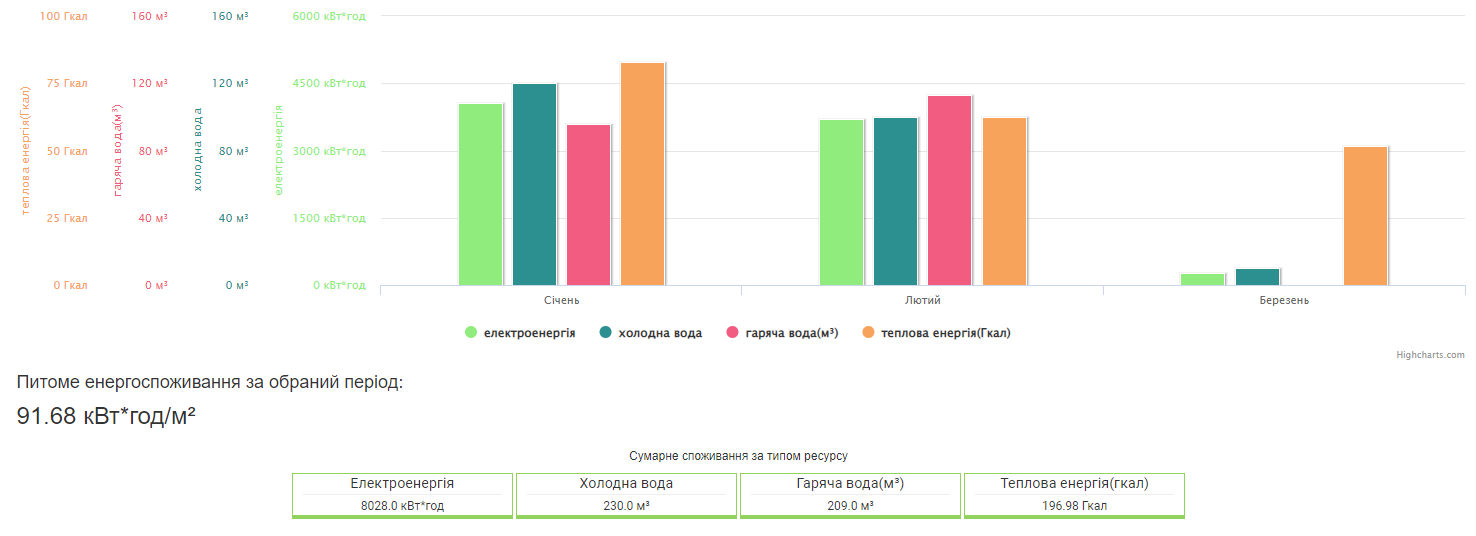 100 Гкал 160 м³ 160 м³ 6000 кВт*год
75 Гкал 120 м³ 120 м³ 4500 кВт*год
50 Гкал 80 м³ 80 м³ 3000 кВт*год
25 Гкал 40 м³ 40 м³ 1500 кВт*год
0 Гкал 0 м³ 0 м³ 0 кВт*год
теплова енергія(Гкал)
гаряча вода(м³)
холодна вода
електроенергія
Січень Лютий Березень
електроенергія холодна вода гаряча вода(м³) теплова енергія(Гкал)
Highcharts.com
Питоме енергоспоживання за обраний період:
91.68 кВт*год/м²
Сумарне споживання за типом ресурсу
Електроенергія Холодна вода Гаряча вода(м³) Теплова енергія(гкал)
8028.0 кВт*год 230.0 м³ 209.0 м³ 196.98 Гкал